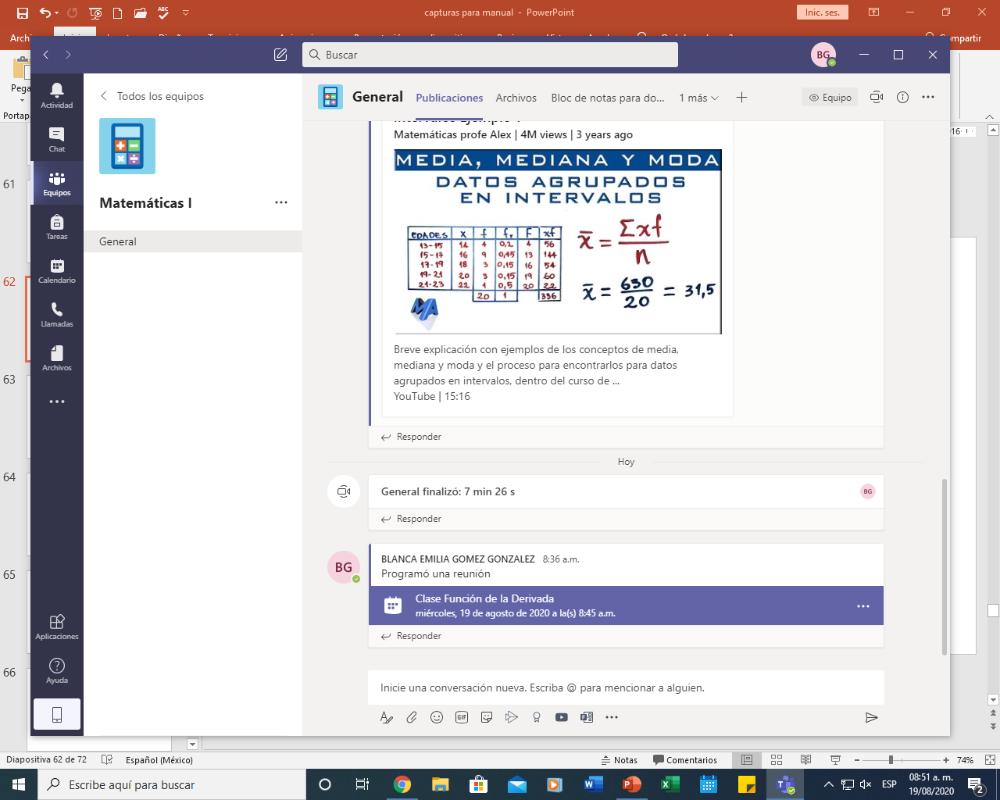 capturas para manual - PowerPoint
Inic. ses.
Compartir
Pega
Portapa
Buscar
BG
Actividad
Chat
Equipos
Tareas
Calendario
Llamadas
Archivos
Aplicaciones
Ayuda
Todos los equipos
Matemáticas I
General
General
Publicaciones
Archivos
Bloc de notas para do...
1 más
Equipo
Matemáticas profe Alex | 4M views | 3 years ago
MEDIA, MEDIANA Y MODA
DATOS AGRUPADOS
EN INTERVALOS
EDADES x f fr F xf
13-15 14 4 0,2 4 56
15-17 16 9 0,45 13 144
17-19 18 3 0,15 16 54
19-21 20 3 0,15 19 60
21-23 22 1 0,5 20 22
20 1 336
x̄ = Σxf / n
x̄ = 630 / 20 = 31,5
MA
Breve explicación con ejemplos de los conceptos de media,
mediana y moda y el proceso para encontrarlos para datos
agrupados en intervalos, dentro del curso de ...
YouTube | 15:16
Responder
Hoy
General finalizó: 7 min 26 s
BG
Responder
BG
BLANCA EMILIA GOMEZ GONZALEZ 8:36 a.m.
Programó una reunión
Clase Función de la Derivada
miércoles, 19 de agosto de 2020 a la(s) 8:45 a.m.
Responder
Inicie una conversación nueva. Escriba @ para mencionar a alguien.
GIF
61
62
63
64
65
66
16
Diapositiva 62 de 72
Español (México)
Notas
Comentarios
74%
Escribe aquí para buscar
ESP
08:51 a. m.
19/08/2020
2